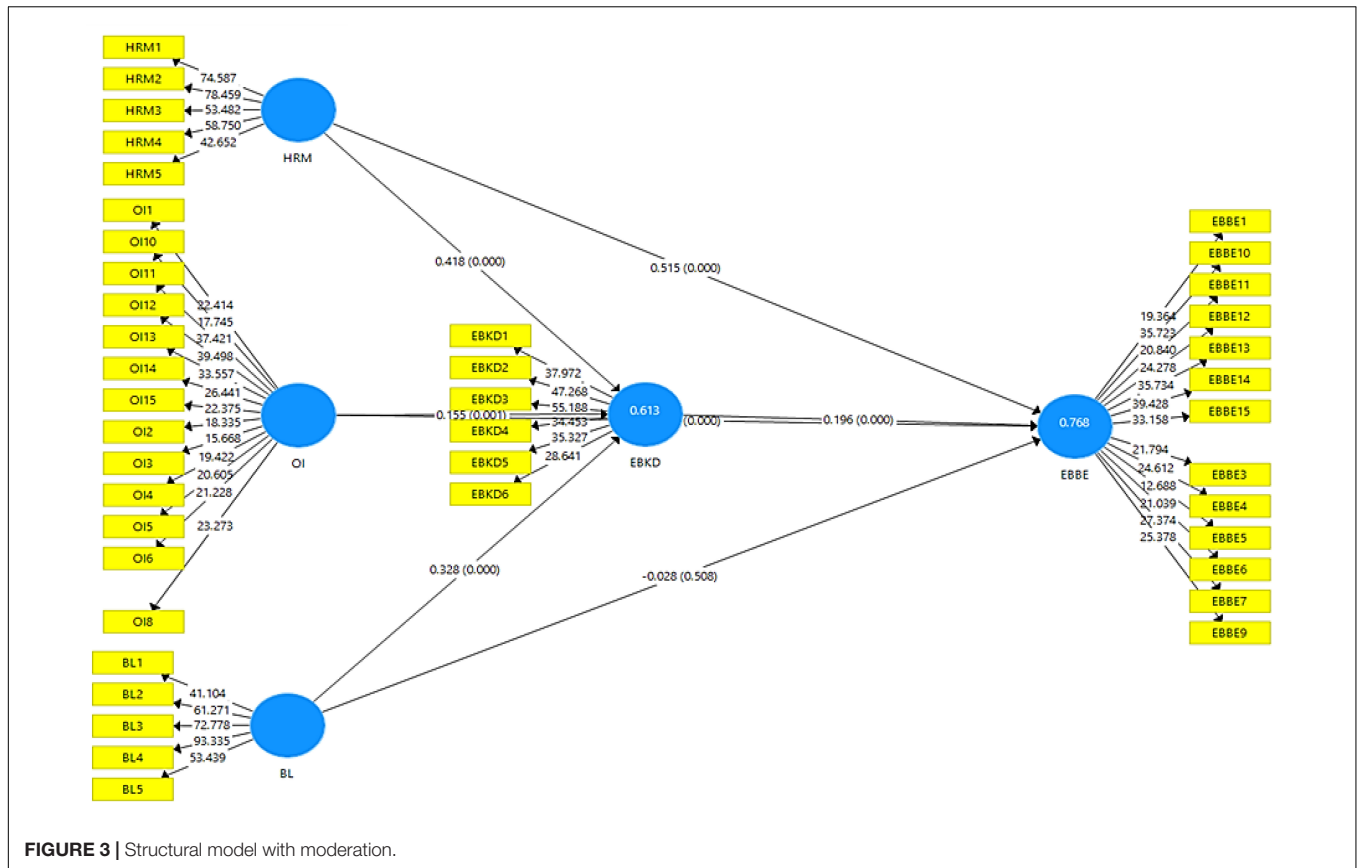 HRM1
HRM2
HRM3
HRM4
HRM5
74.587
78.459
53.482
58.750
42.652
HRM
OI1
OI10
OI11
OI12
OI13
OI14
OI15
OI2
OI3
OI4
OI5
OI6
OI8
22.414
17.745
37.421
39.498
33.557
26.441
22.375
18.335
15.668
19.422
20.605
21.228
23.273
OI
BL1
BL2
BL3
BL4
BL5
41.104
61.271
72.778
93.335
53.439
BL
0.418 (0.000)
0.515 (0.000)
0.155 (0.001)
0.328 (0.000)
-0.028 (0.508)
EBKD1
EBKD2
EBKD3
EBKD4
EBKD5
EBKD6
37.972
47.268
55.188
34.453
35.327
28.641
0.613
EBKD
(0.000)
0.196 (0.000)
0.768
EBBE
19.364
35.723
20.840
24.278
35.734
39.428
33.158
21.794
24.612
12.688
21.039
27.374
25.378
EBBE1
EBBE10
EBBE11
EBBE12
EBBE13
EBBE14
EBBE15
EBBE3
EBBE4
EBBE5
EBBE6
EBBE7
EBBE9
FIGURE 3 | Structural model with moderation.